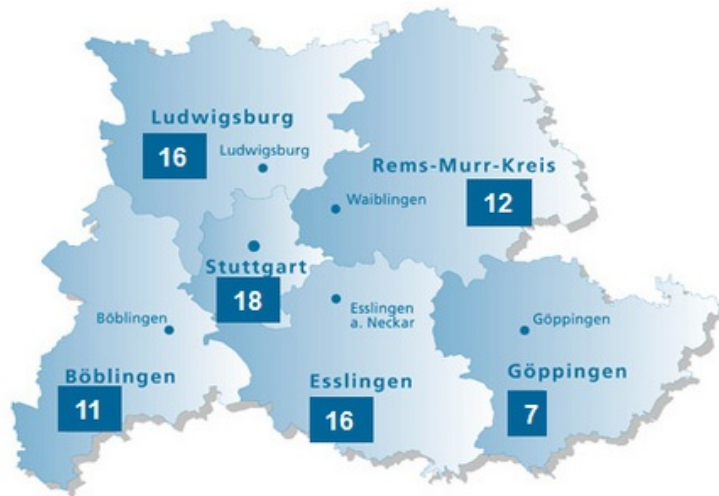 Ludwigsburg
16
Ludwigsburg
Rems-Murr-Kreis
12
Waiblingen
Stuttgart
18
Esslingen
a. Neckar
Böblingen
Göppingen
Böblingen
11
Esslingen
16
Göppingen
7